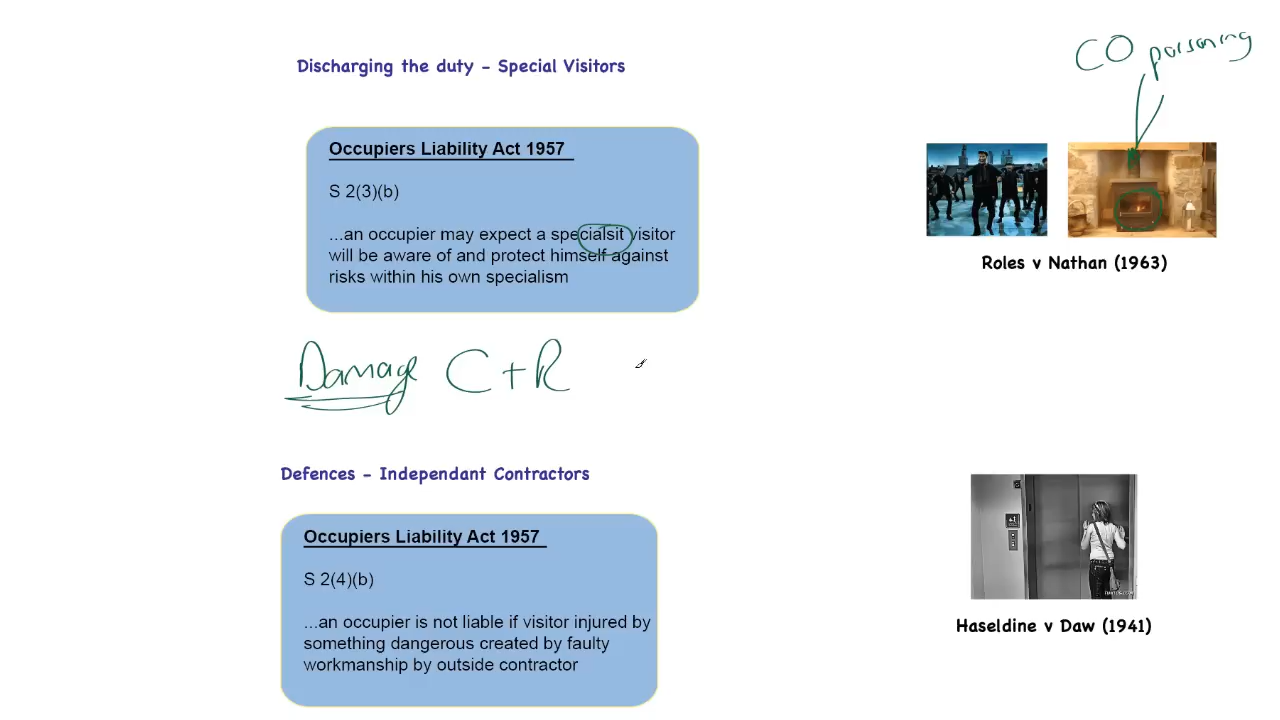 CO poisoning
Discharging the duty - Special Visitors
Occupiers Liability Act 1957
S 2(3)(b)
...an occupier may expect a specialsit visitor
will be aware of and protect himself against
risks within his own specialism
Roles v Nathan (1963)
Damage C + R
Defences - Independant Contractors
Occupiers Liability Act 1957
S 2(4)(b)
...an occupier is not liable if visitor injured by
something dangerous created by faulty
workmanship by outside contractor
Haseldine v Daw (1941)